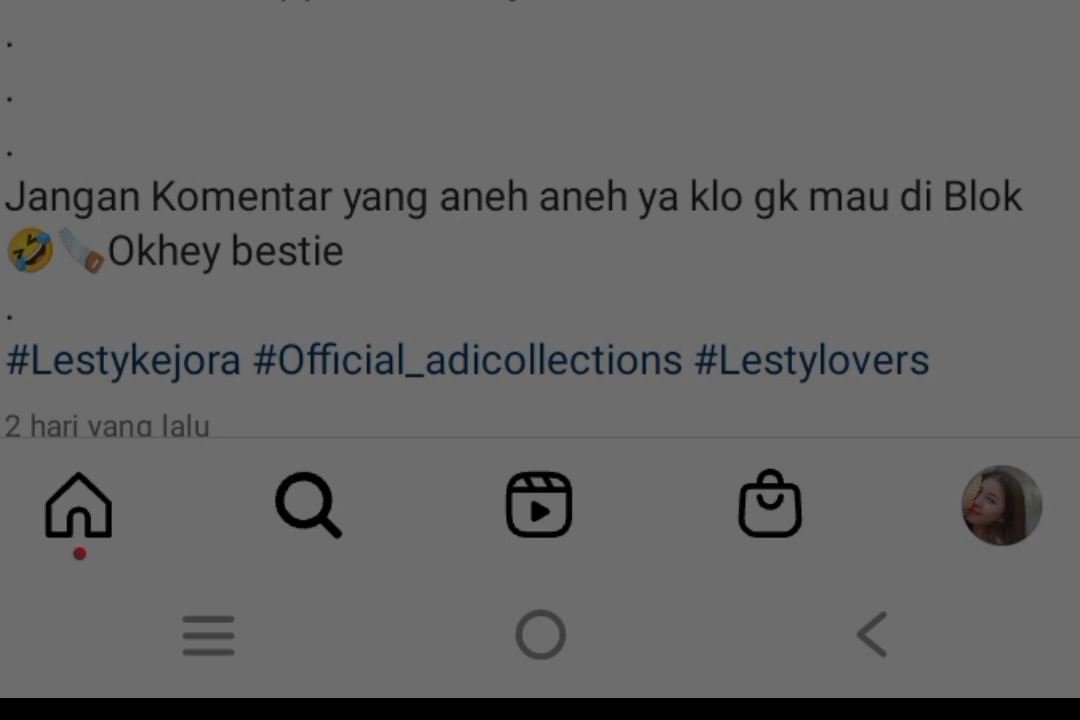 .
.
.
Jangan Komentar yang aneh aneh ya klo gk mau di Blok
🤣🪚Okhey bestie
.
#Lestykejora #Official_adicollections #Lestylovers
2 hari yang lalu